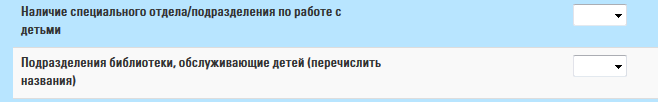 Наличие специального отдела/подразделения по работе с
детьми
Подразделения библиотеки, обслуживающие детей (перечислить
названия)